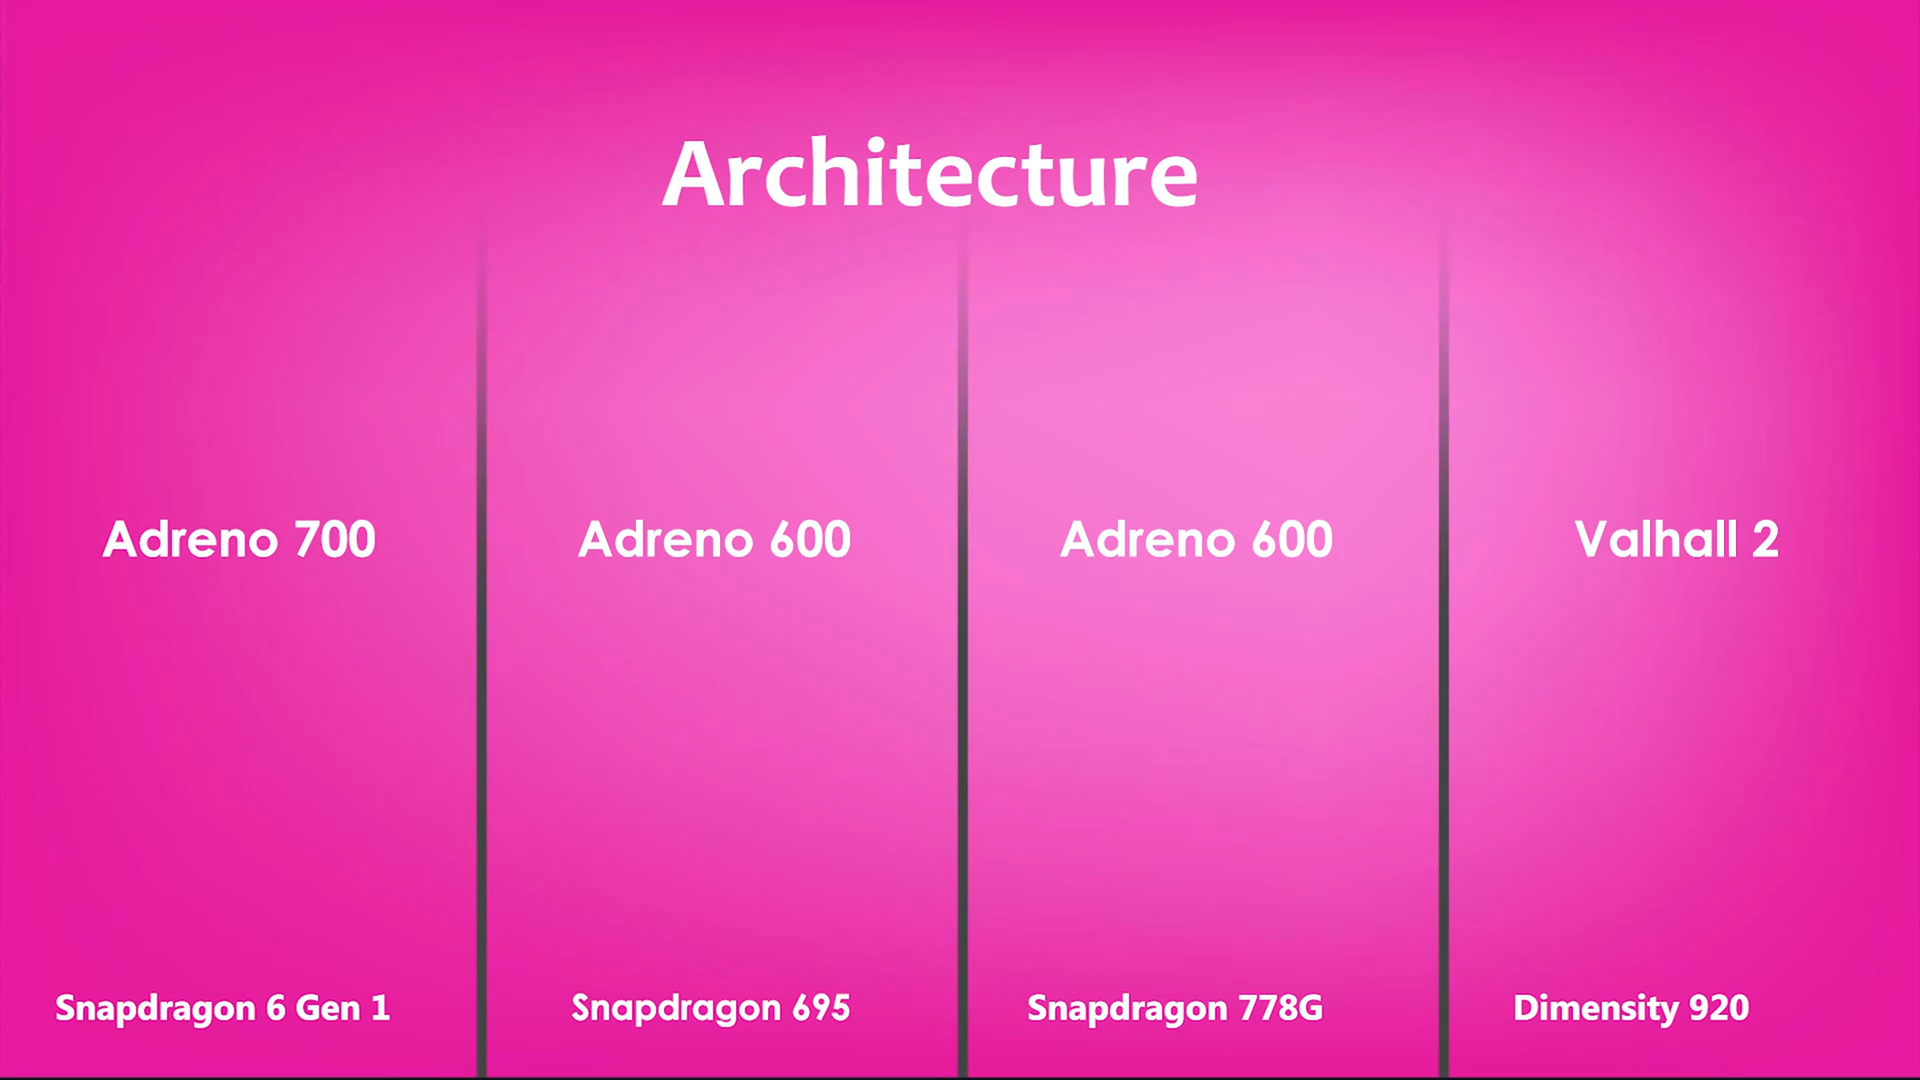 Architecture
Adreno 700
Adreno 600
Adreno 600
Valhall 2
Snapdragon 6 Gen 1
Snapdragon 695
Snapdragon 778G
Dimensity 920